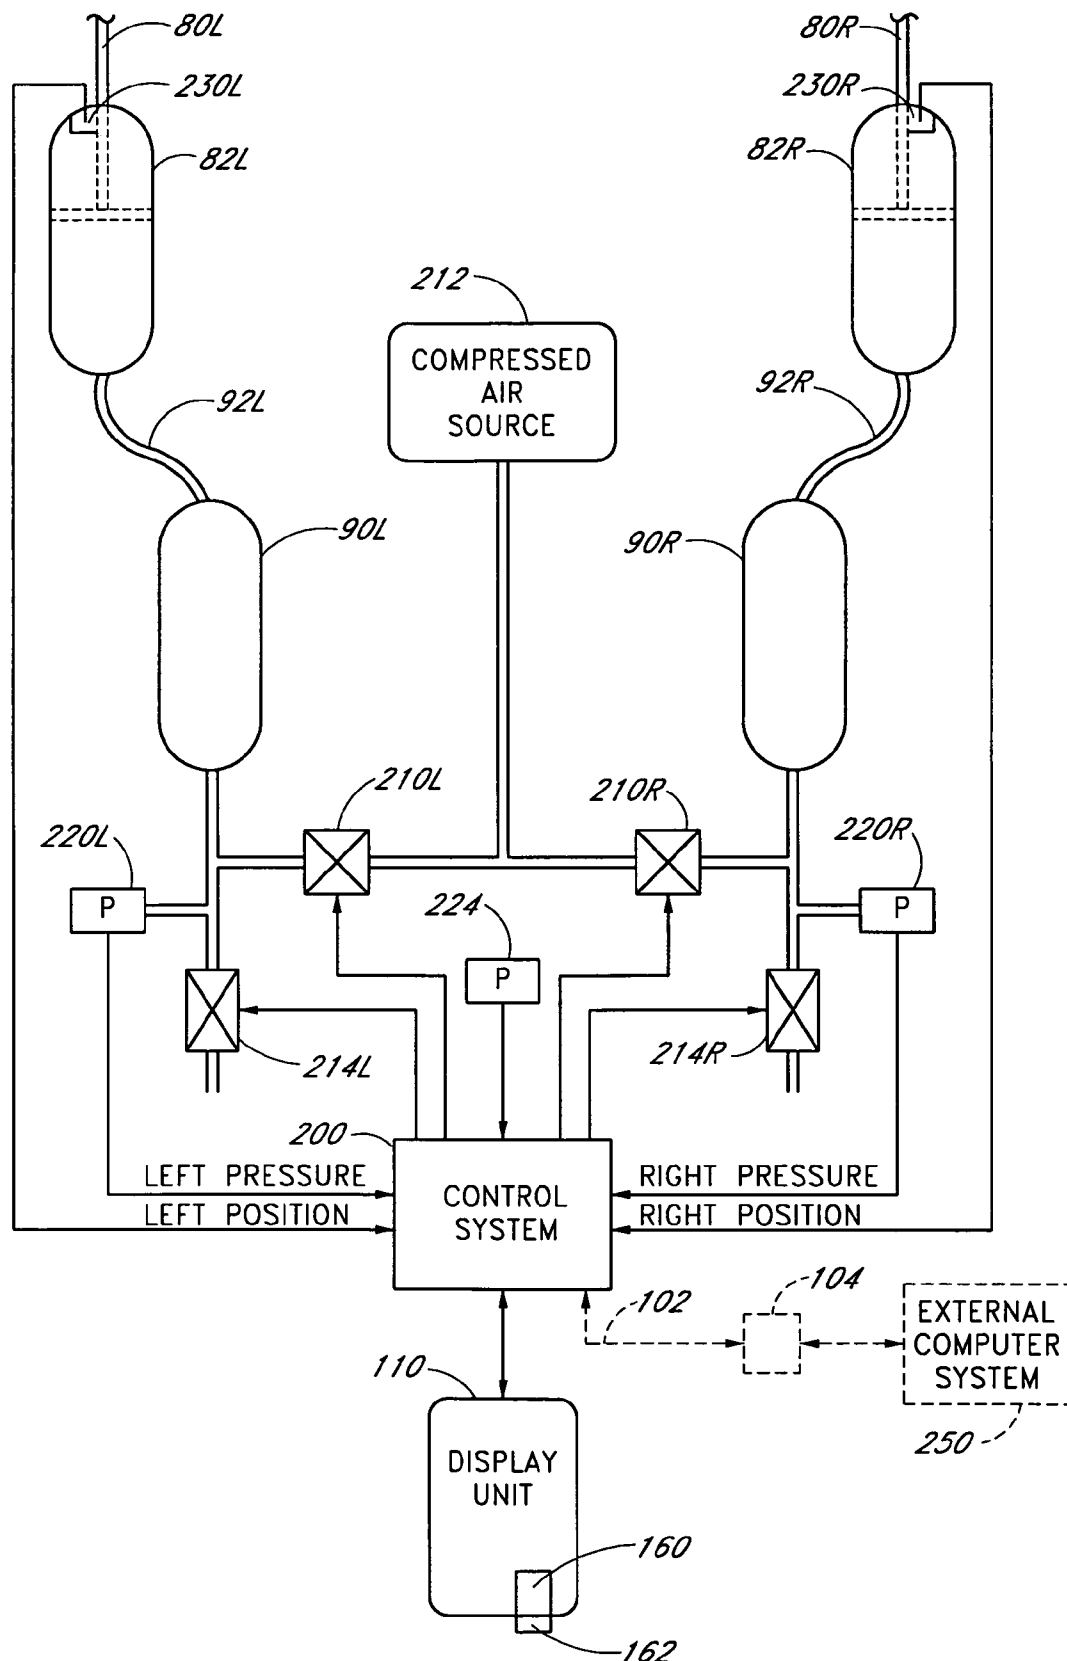 80L
80R
230L
230R
82L
82R
212
COMPRESSED
AIR
SOURCE
92L
92R
90L
90R
210L
210R
220L
220R
P
224
P
P
214L
214R
200
LEFT PRESSURE
RIGHT PRESSURE
CONTROL
SYSTEM
LEFT POSITION
RIGHT POSITION
102
104
EXTERNAL
COMPUTER
SYSTEM
250
110
DISPLAY
UNIT
160
162